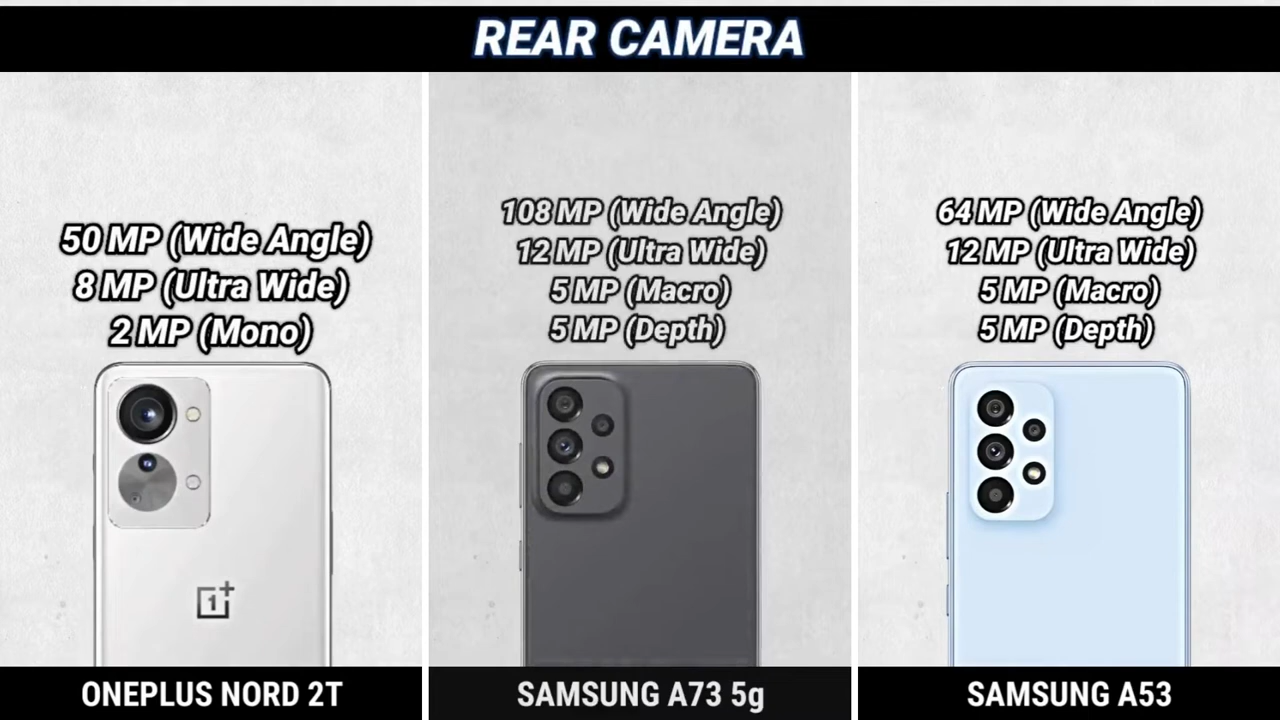 REAR CAMERA
50 MP (Wide Angle)
8 MP (Ultra Wide)
2 MP (Mono)
108 MP (Wide Angle)
12 MP (Ultra Wide)
5 MP (Macro)
5 MP (Depth)
64 MP (Wide Angle)
12 MP (Ultra Wide)
5 MP (Macro)
5 MP (Depth)
1+
ONEPLUS NORD 2T
SAMSUNG A73 5g
SAMSUNG A53